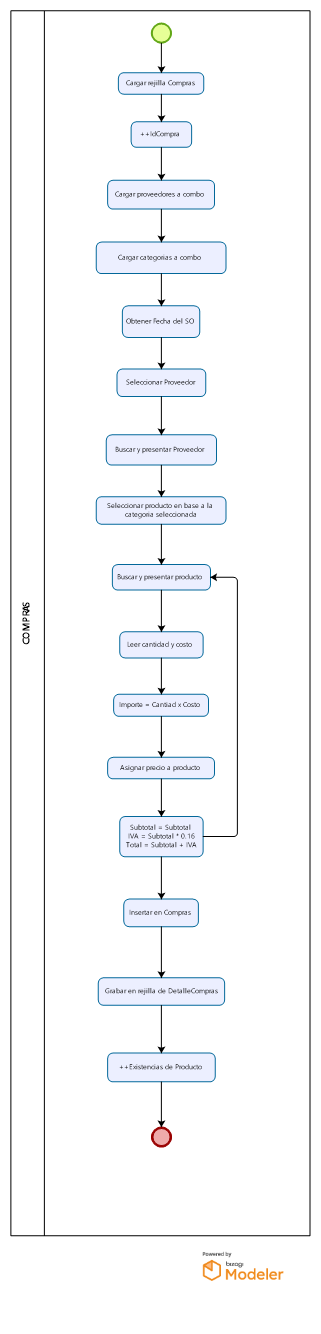 COMPRAS
Cargar rejillla Compras
++IdCompra
Cargar proveedores a combo
Cargar categorias a combo
Obtener Fecha del SO
Seleccionar Proveedor
Buscar y presentar Proveedor
Seleccionar producto en base a la
categoria seleccionada
Buscar y presentar producto
Leer cantidad y costo
Importe = Cantiad x Costo
Asignar precio a producto
Subtotal = Subtotal
IVA = Subtotal * 0.16
Total = Subtotal + IVA
Insertar en Compras
Grabar en rejilla de DetalleCompras
++Existencias de Producto
Powered by
bizagi
Modeler